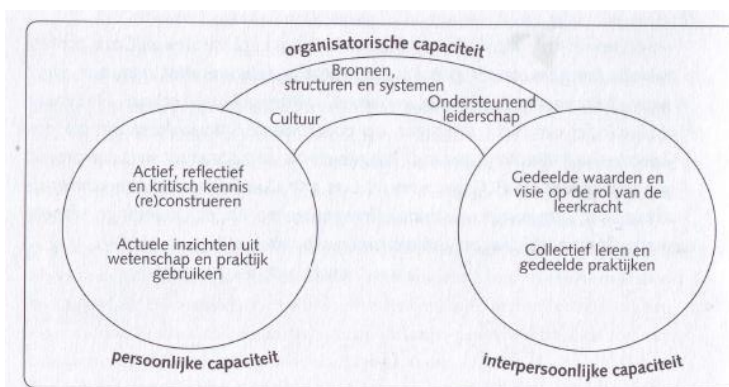 organisatorische capaciteit
Bronnen,
structuren en systemen
Cultuur
Ondersteunend
leiderschap
Actief, reflectief
en kritisch kennis
(re)construeren
Actuele inzichten uit
wetenschap en praktijk
gebruiken
Gedeelde waarden en
visie op de rol van de
leerkracht
Collectief leren en
gedeelde praktijken
persoonlijke capaciteit
interpersoonlijke capaciteit